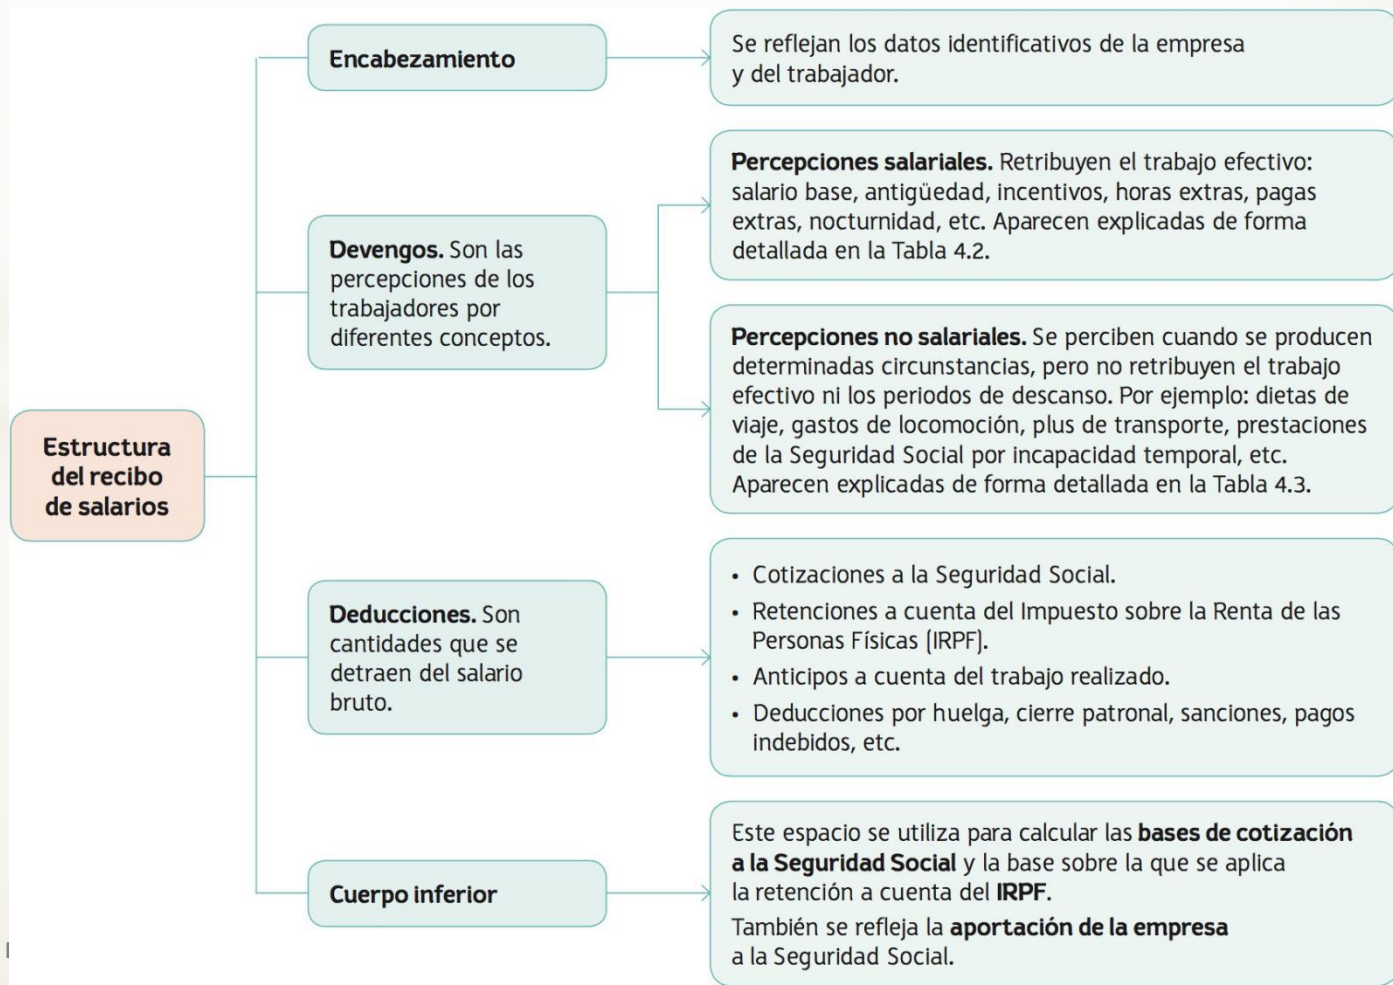 Encabezamiento
Se reflejan los datos identificativos de la empresa
y del trabajador.
Devengos. Son las
percepciones de los
trabajadores por
diferentes conceptos.
Percepciones salariales. Retribuyen el trabajo efectivo:
salario base, antigüedad, incentivos, horas extras, pagas
extras, nocturnidad, etc. Aparecen explicadas de forma
detallada en la Tabla 4.2.
Percepciones no salariales. Se perciben cuando se producen
determinadas circunstancias, pero no retribuyen el trabajo
efectivo ni los periodos de descanso. Por ejemplo: dietas de
viaje, gastos de locomoción, plus de transporte, prestaciones
de la Seguridad Social por incapacidad temporal, etc.
Aparecen explicadas de forma detallada en la Tabla 4.3.
Estructura
del recibo
de salarios
Deducciones. Son
cantidades que se
detraen del salario
bruto.
• Cotizaciones a la Seguridad Social.
• Retenciones a cuenta del Impuesto sobre la Renta de las
Personas Físicas (IRPF).
• Anticipos a cuenta del trabajo realizado.
• Deducciones por huelga, cierre patronal, sanciones, pagos
indebidos, etc.
Cuerpo inferior
Este espacio se utiliza para calcular las bases de cotización
a la Seguridad Social y la base sobre la que se aplica
la retención a cuenta del IRPF.
También se refleja la aportación de la empresa
a la Seguridad Social.